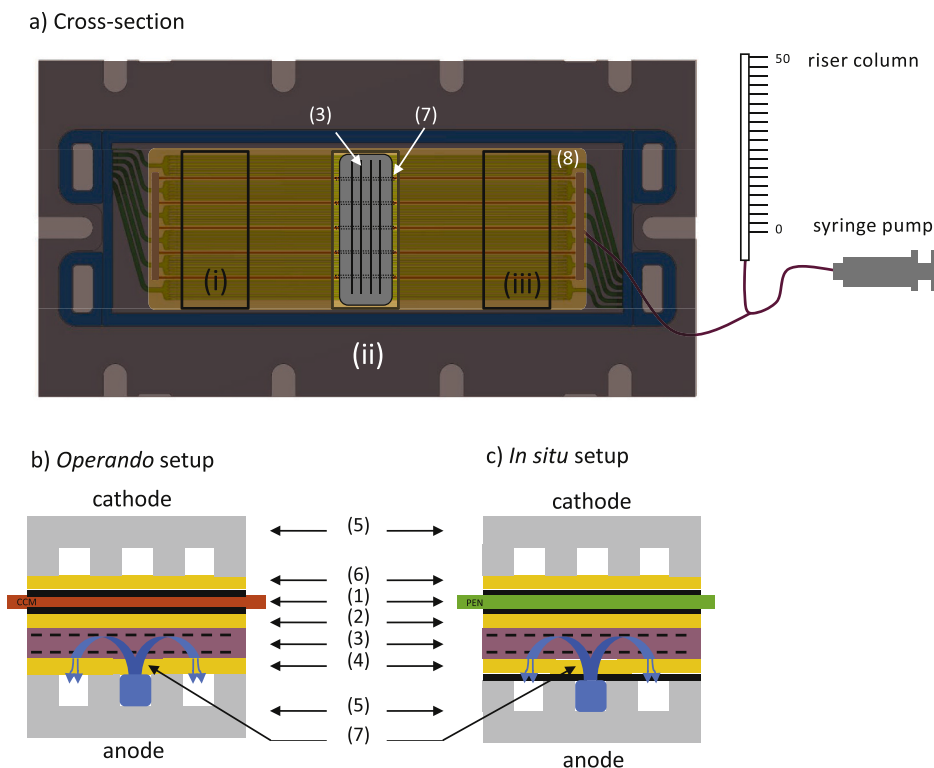 a) Cross-section
50
riser column
(3)
(7)
(8)
0
syringe pump
(i)
(iii)
(ii)
b) Operando setup
c) In situ setup
cathode
cathode
(5)
(6)
(1)
CCM
PEN
(2)
(3)
(4)
(5)
(7)
anode
anode